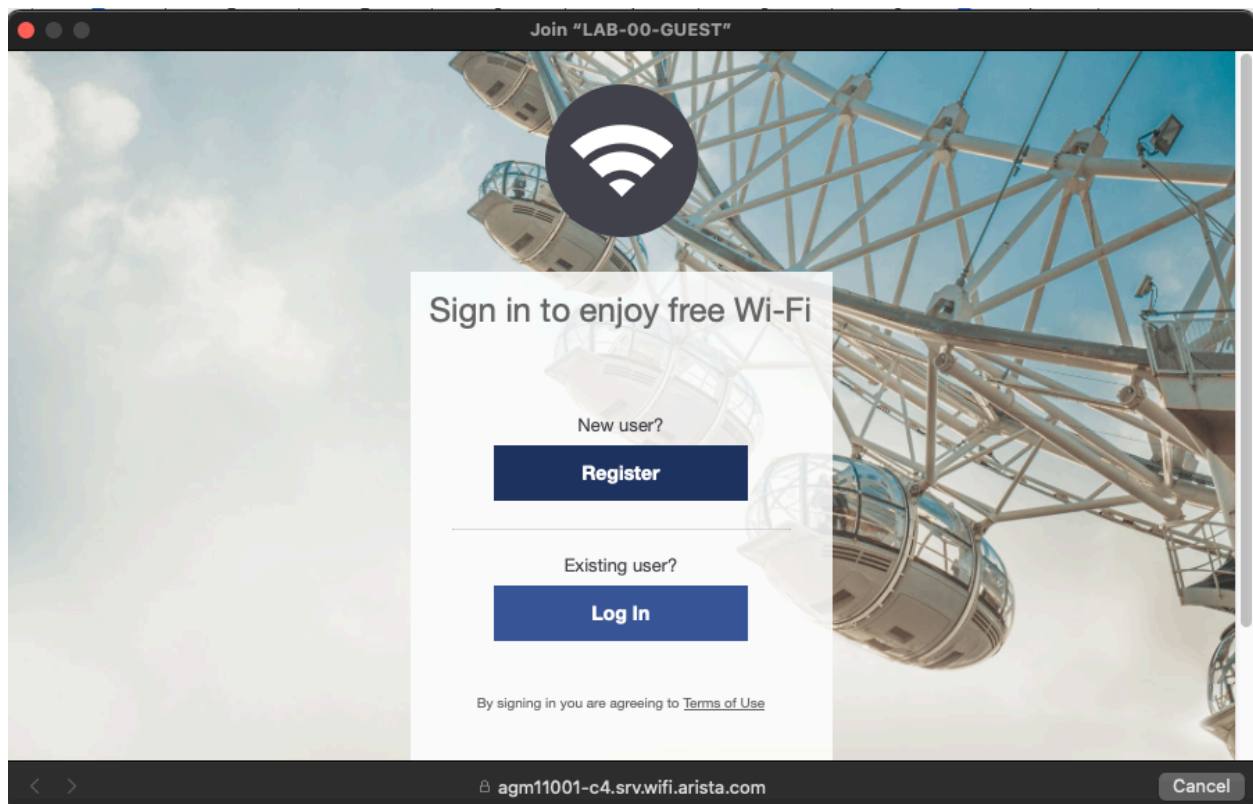 Join “LAB-00-GUEST”
Sign in to enjoy free Wi-Fi
New user?
Register
Existing user?
Log In
By signing in you are agreeing to Terms of Use
agm11001-c4.srv.wifi.arista.com
Cancel